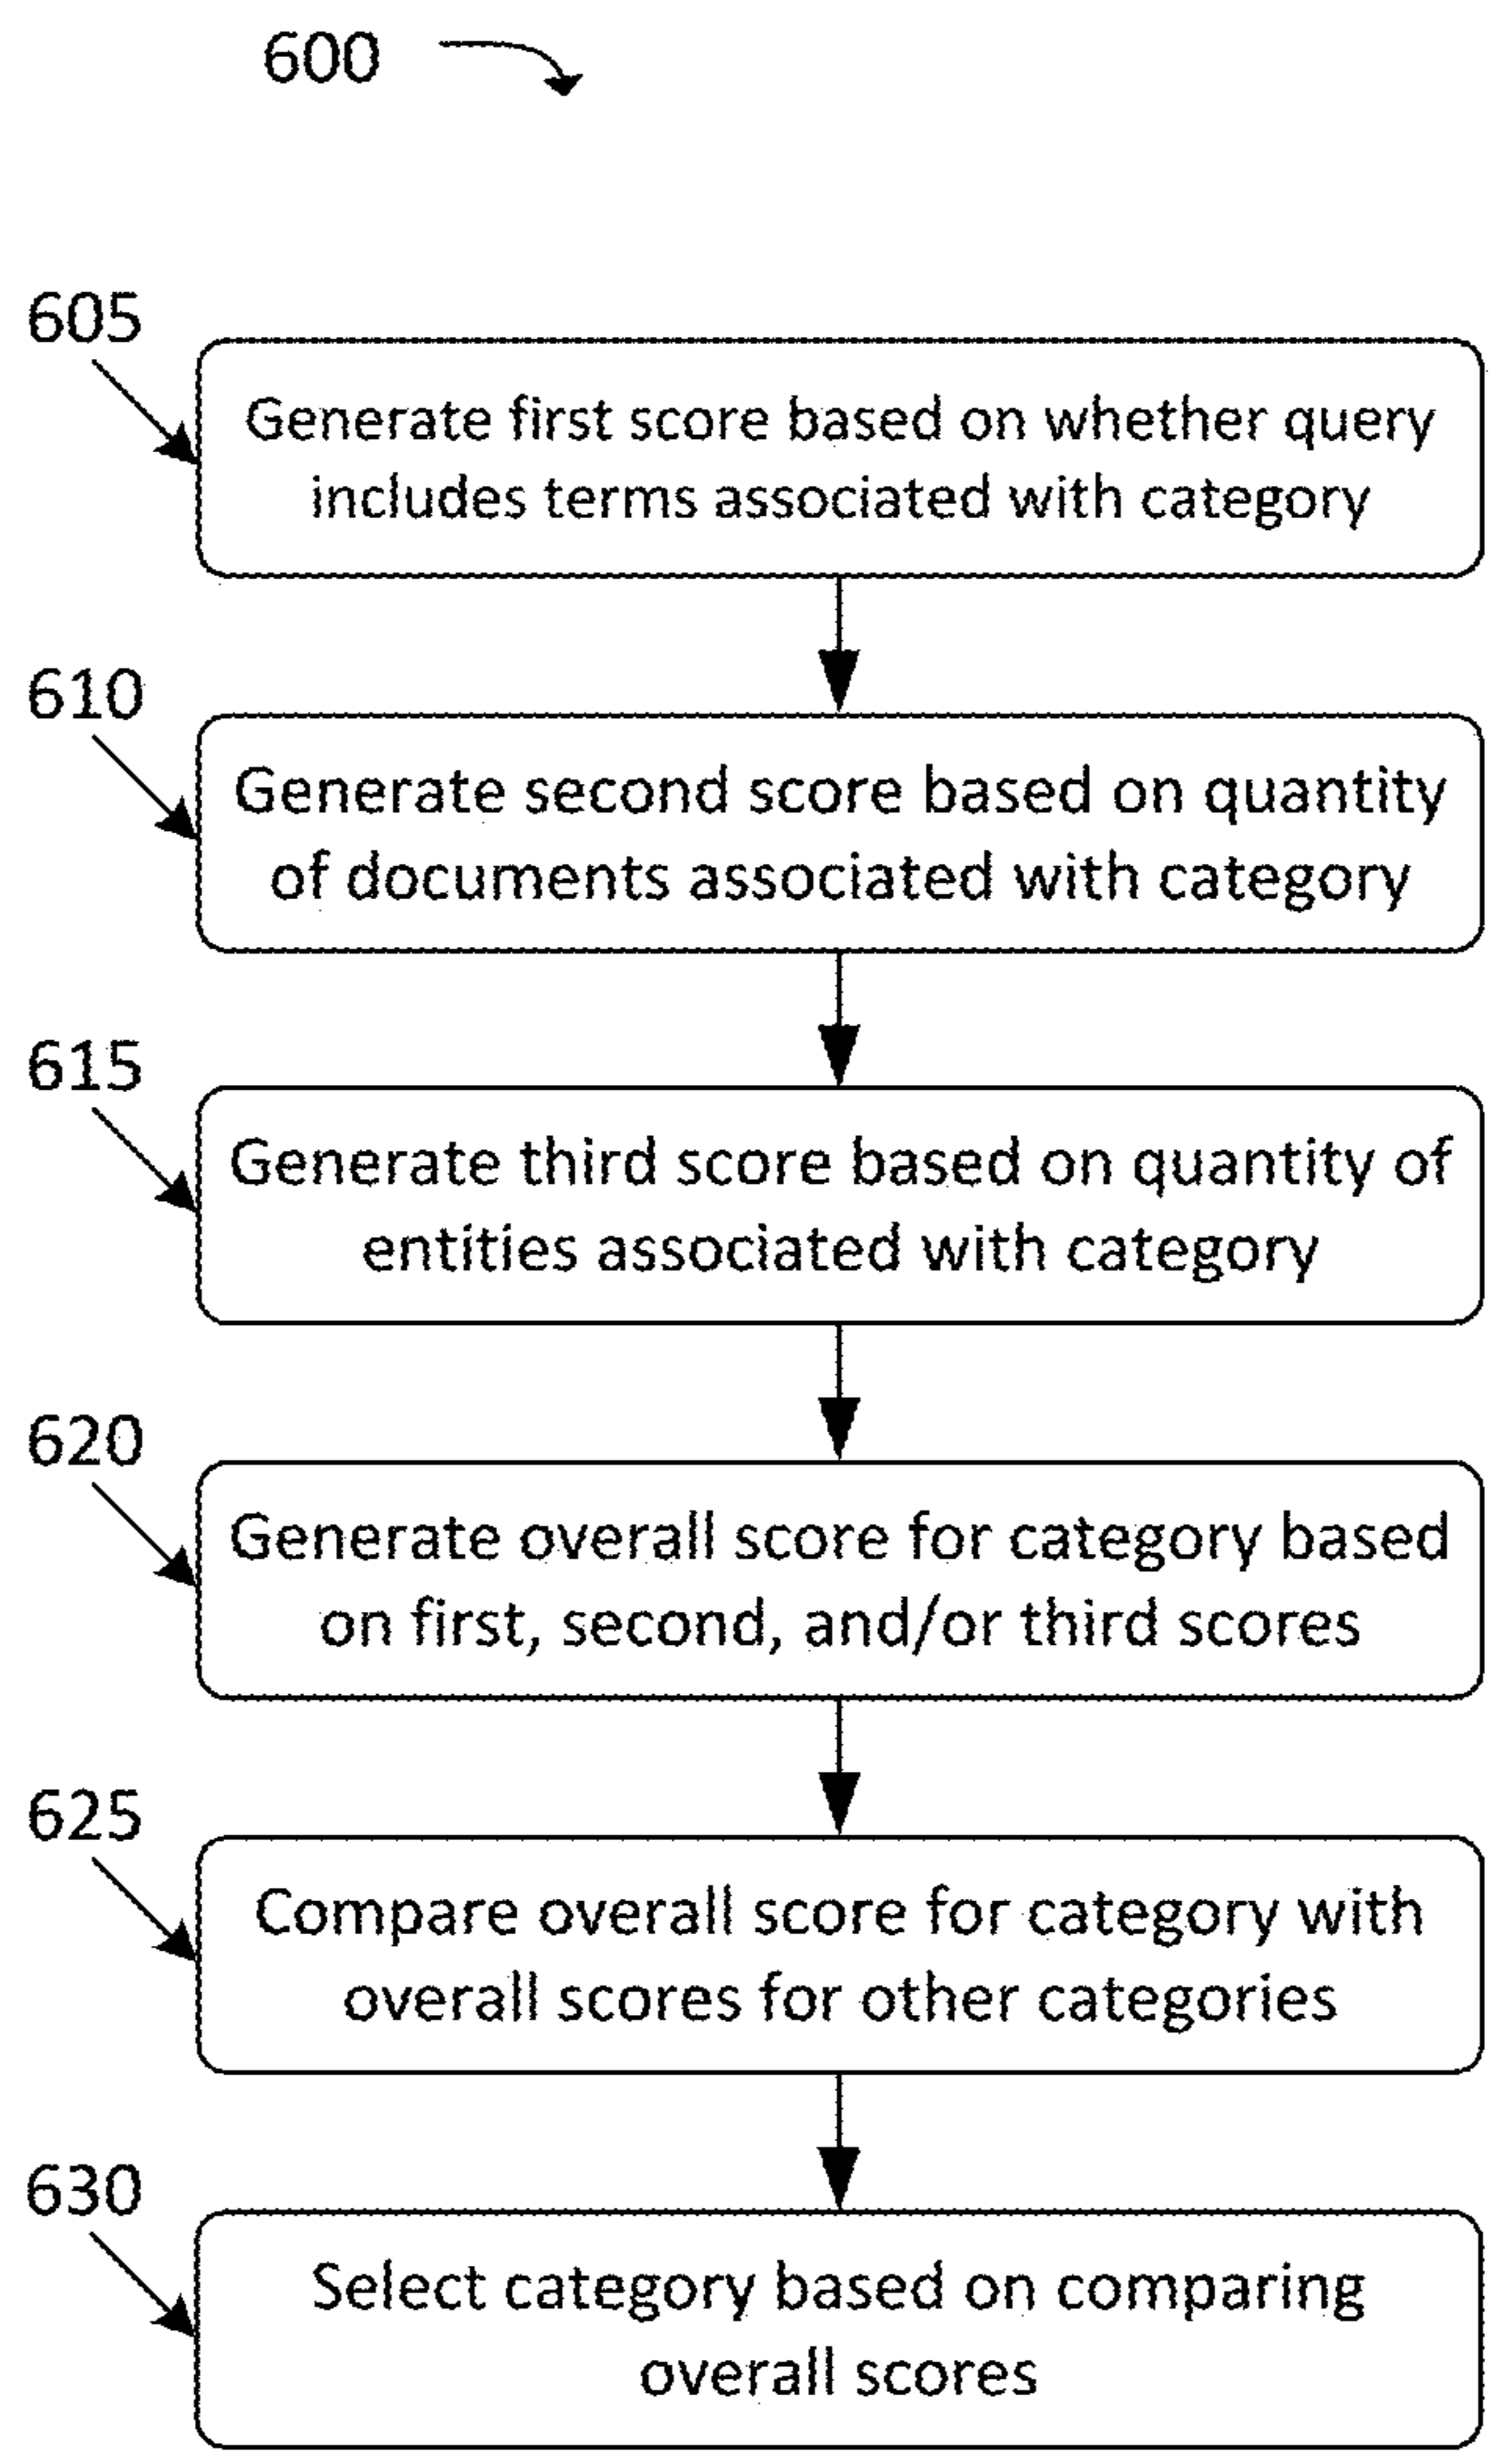 600
605
Generate first score based on whether query
includes terms associated with category
610
Generate second score based on quantity
of documents associated with category
615
Generate third score based on quantity of
entities associated with category
620
Generate overall score for category based
on first, second, and/or third scores
625
Compare overall score for category with
overall scores for other categories
630
Select category based on comparing
overall scores